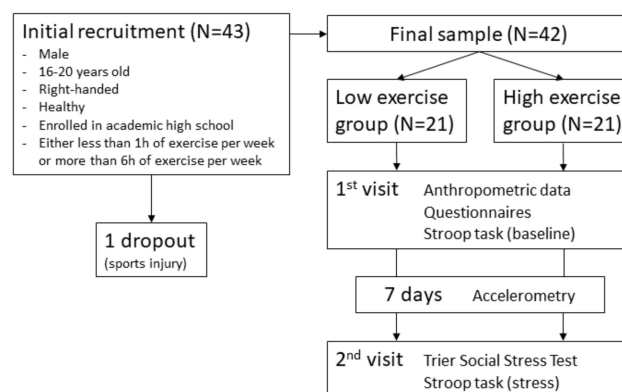 Initial recruitment (N=43)
- Male
- 16-20 years old
- Right-handed
- Healthy
- Enrolled in academic high school
- Either less than 1h of exercise per week
or more than 6h of exercise per week
1 dropout
(sports injury)
Final sample (N=42)
Low exercise
group (N=21)
High exercise
group (N=21)
1st visit Anthropometric data
Questionnaires
Stroop task (baseline)
7 days Accelerometry
2nd visit Trier Social Stress Test
Stroop task (stress)